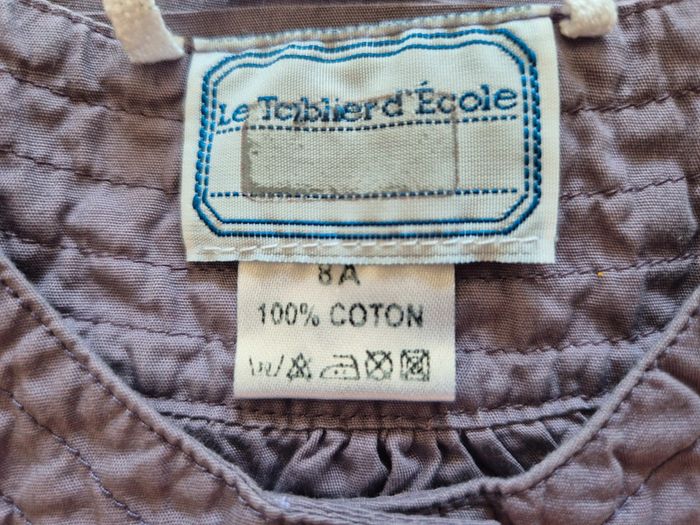 Le Tablier d'École
8A
100% COTON